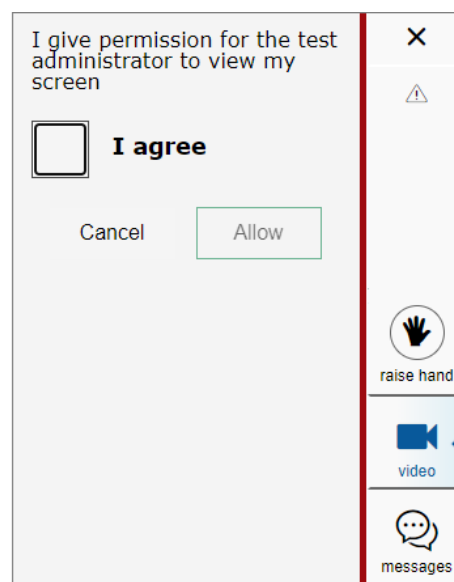 I give permission for the test
administrator to view my
screen
I agree
Cancel
Allow
raise hand
video
messages